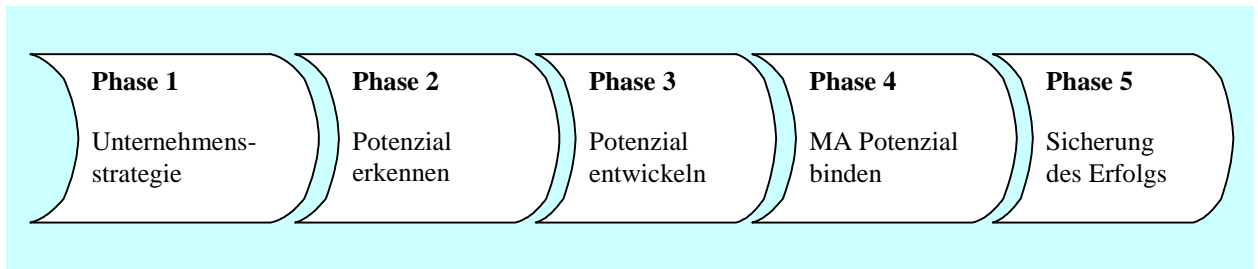 Phase 1
Unternehmens-
strategie
Phase 2
Potenzial
erkennen
Phase 3
Potenzial
entwickeln
Phase 4
MA Potenzial
binden
Phase 5
Sicherung
des Erfolgs